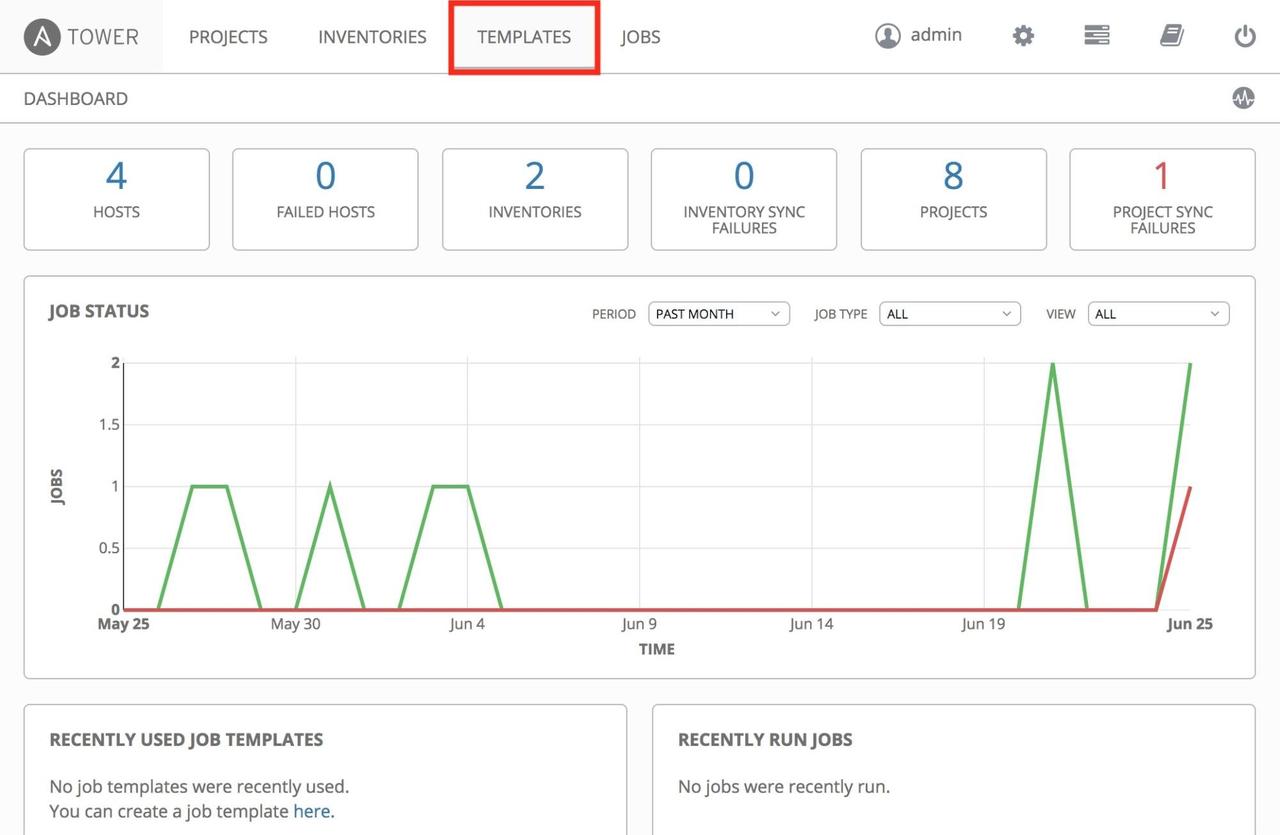 TOWER
PROJECTS
INVENTORIES
TEMPLATES
JOBS
admin
DASHBOARD
4
HOSTS
0
FAILED HOSTS
2
INVENTORIES
0
INVENTORY SYNC
FAILURES
8
PROJECTS
1
PROJECT SYNC
FAILURES
JOB STATUS
PERIOD
PAST MONTH
JOB TYPE
ALL
VIEW
ALL
2
1.5
1
0.5
0
JOBS
May 25
May 30
Jun 4
Jun 9
Jun 14
Jun 19
Jun 25
TIME
RECENTLY USED JOB TEMPLATES
No job templates were recently used.
You can create a job template here.
RECENTLY RUN JOBS
No jobs were recently run.